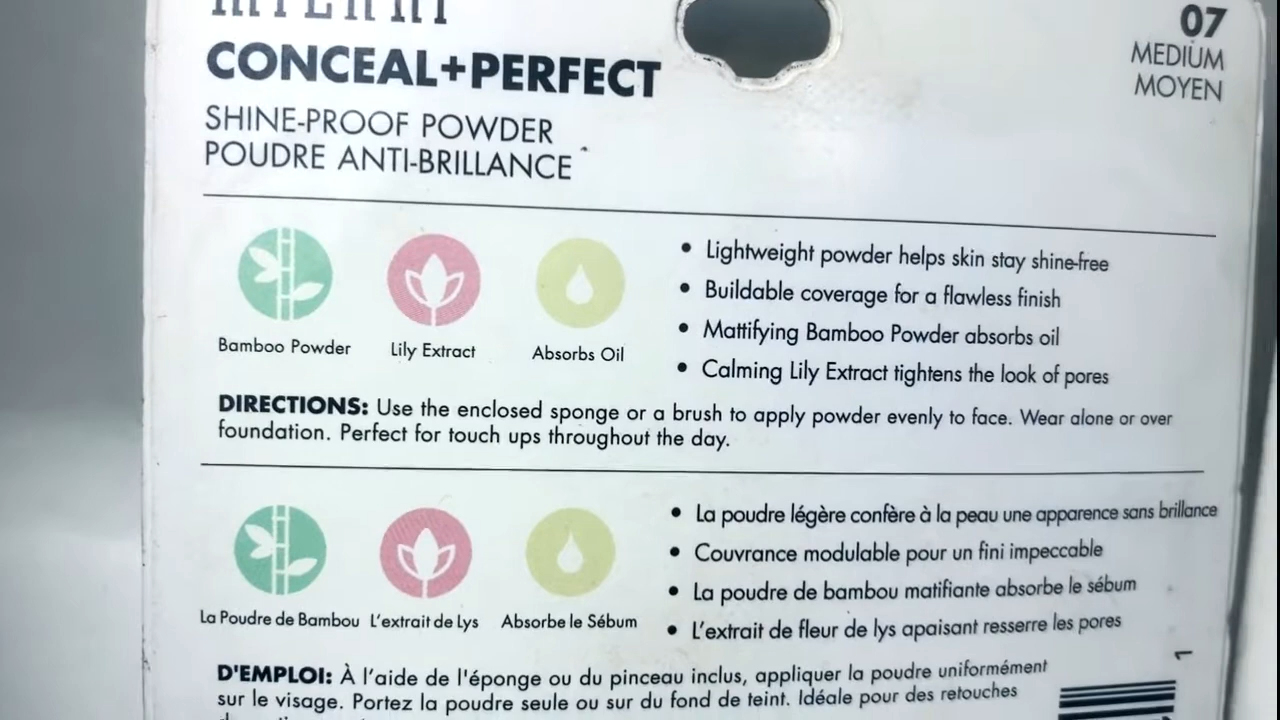 07
MEDIUM
MOYEN
CONCEAL+PERFECT
SHINE-PROOF POWDER
POUDRE ANTI-BRILLANCE
Bamboo Powder
Lily Extract
Absorbs Oil
• Lightweight powder helps skin stay shine-free
• Buildable coverage for a flawless finish
• Mattifying Bamboo Powder absorbs oil
• Calming Lily Extract tightens the look of pores
DIRECTIONS: Use the enclosed sponge or a brush to apply powder evenly to face. Wear alone or over
foundation. Perfect for touch ups throughout the day.
La Poudre de Bambou
L'extrait de Lys
Absorbe le Sébum
• La poudre légère confère à la peau une apparence sans brillance
• Couvrance modulable pour un fini impeccable
• La poudre de bambou matifiante absorbe le sébum
• L'extrait de fleur de lys apaisant resserre les pores
D'EMPLOI: À l'aide de l'éponge ou du pinceau inclus, appliquer la poudre uniformément
sur le visage. Portez la poudre seule ou sur du fond de teint. Idéale pour des retouches
1